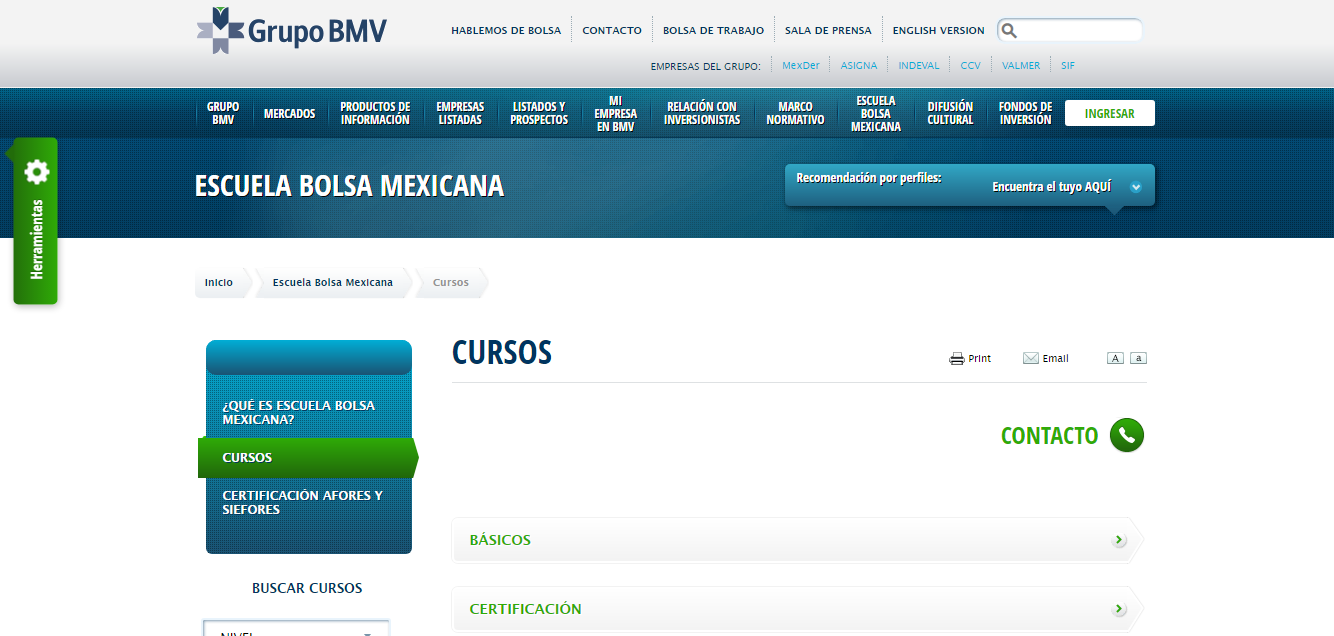 Grupo BMV
HABLEMOS DE BOLSA CONTACTO BOLSA DE TRABAJO SALA DE PRENSA ENGLISH VERSION
EMPRESAS DEL GRUPO: MexDer ASIGNA INDEVAL CCV VALMER SIF
GRUPO
BMV
MERCADOS
PRODUCTOS DE
INFORMACIÓN
EMPRESAS
LISTADAS
LISTADOS Y
PROSPECTOS
MI
EMPRESA
EN BMV
RELACIÓN CON
INVERSIONISTAS
MARCO
NORMATIVO
ESCUELA
BOLSA
MEXICANA
DIFUSIÓN
CULTURAL
FONDOS DE
INVERSIÓN
INGRESAR
Herramientas
ESCUELA BOLSA MEXICANA
Recomendación por perfiles:
Encuentra el tuyo AQUÍ
Inicio Escuela Bolsa Mexicana Cursos
¿QUÉ ES ESCUELA BOLSA
MEXICANA?
CURSOS
CERTIFICACIÓN AFORES Y
SIEFORES
BUSCAR CURSOS
NIVEL
CURSOS
Print Email A a
CONTACTO
BÁSICOS
CERTIFICACIÓN